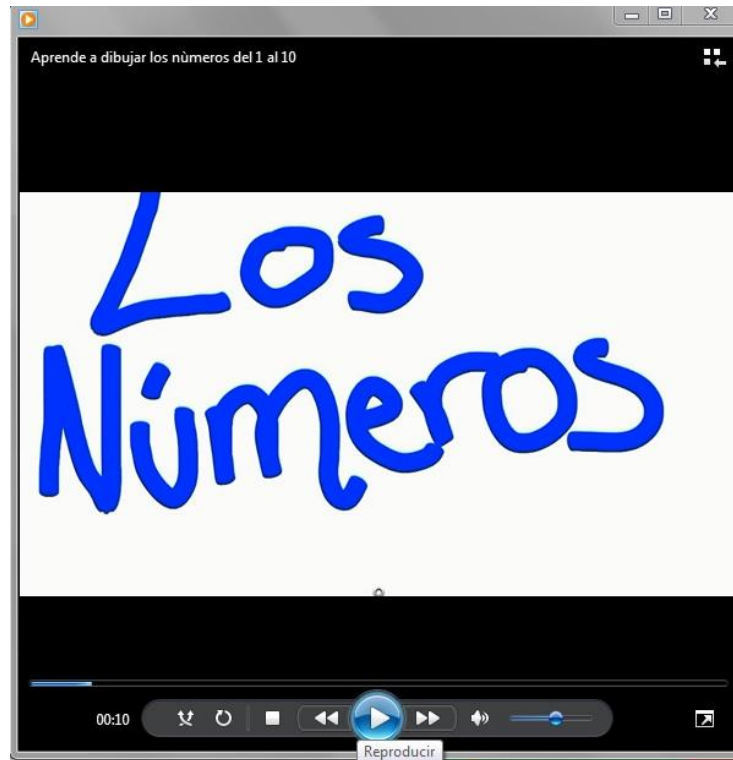 Aprende a dibujar los nùmeros del 1 al 10
Los
Números
00:10
Reproducir